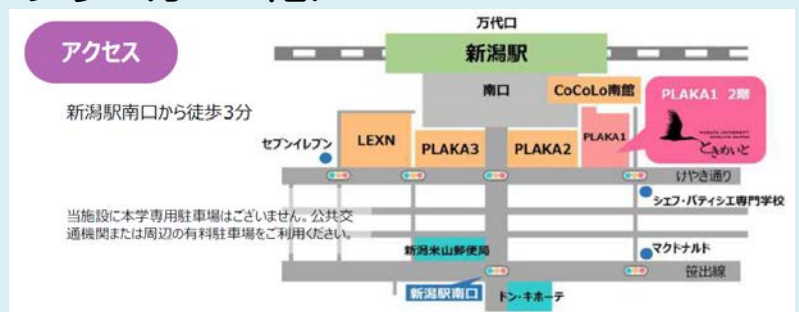 アクセス
新潟駅南口から徒歩3分
当施設に本学専用駐車場はございません。公共交
通機関または周辺の有料駐車場をご利用ください。
万代口
新潟駅
南口
CoCoLo南館
PLAKA1 2階
NIIGATA UNIVERSITY
ときめいと
セブンイレブン
LEXN
PLAKA3
PLAKA2
PLAKA1
けやき通り
シェフ・パティシエ専門学校
新潟米山郵便局
マクドナルド
笹出線
新潟駅南口
ドン・キホーテ